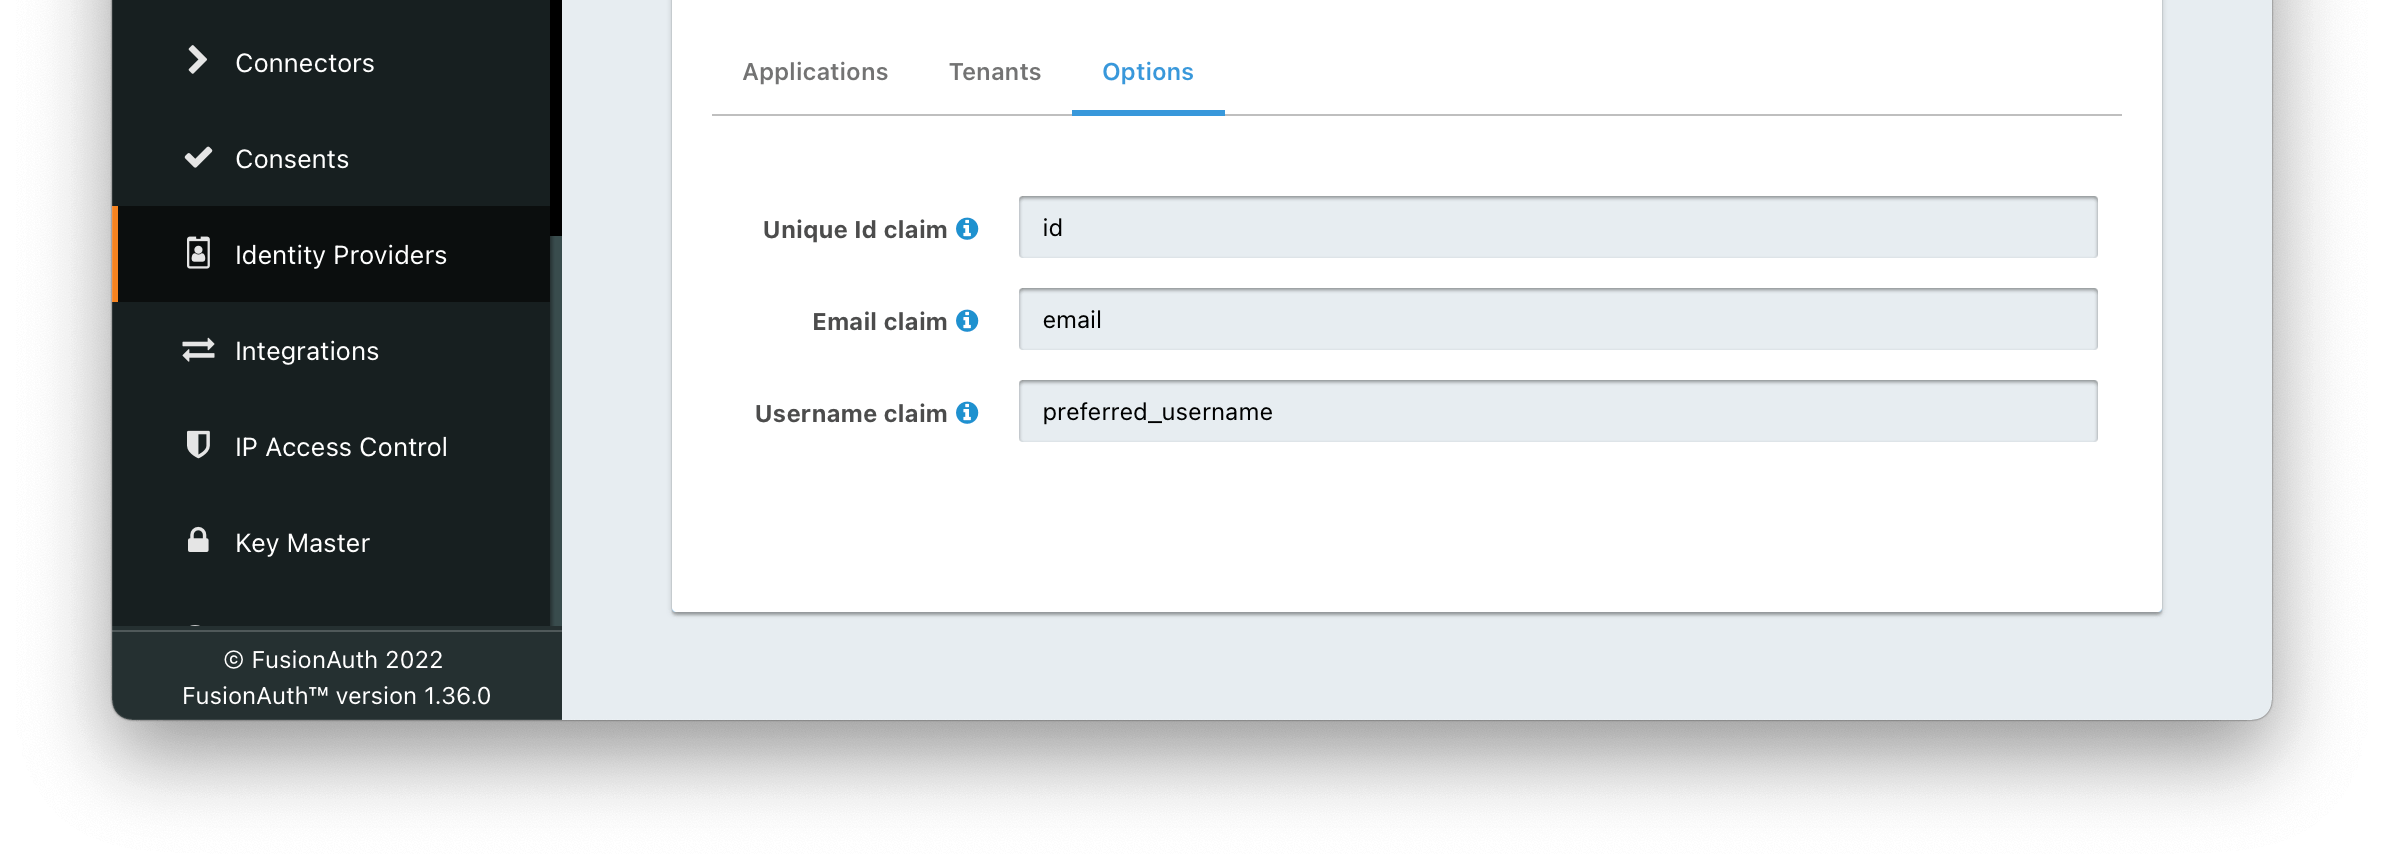 Connectors
Consents
Identity Providers
Integrations
IP Access Control
Key Master
© FusionAuth 2022
FusionAuth™ version 1.36.0
Applications Tenants Options
Unique Id claim id
Email claim email
Username claim preferred_username